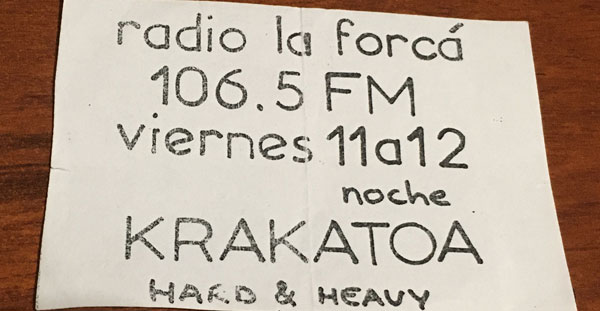 radio la forcá
106.5 FM
viernes 11a12
noche
KRAKATOA
HARD & HEAVY